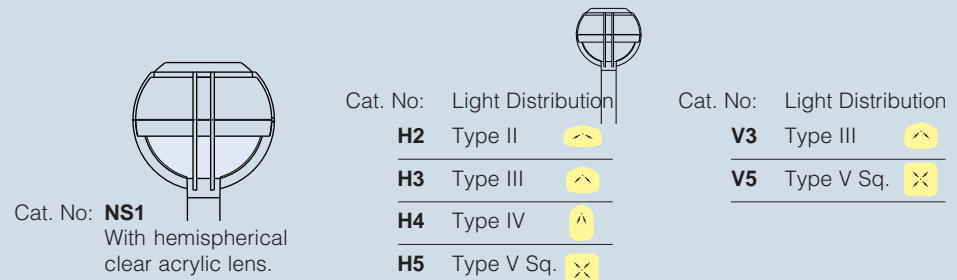 Cat. No: NS1
With hemispherical
clear acrylic lens.
Cat. No: Light Distribution
H2 Type II
H3 Type III
H4 Type IV
H5 Type V Sq.
Cat. No: Light Distribution
V3 Type III
V5 Type V Sq.